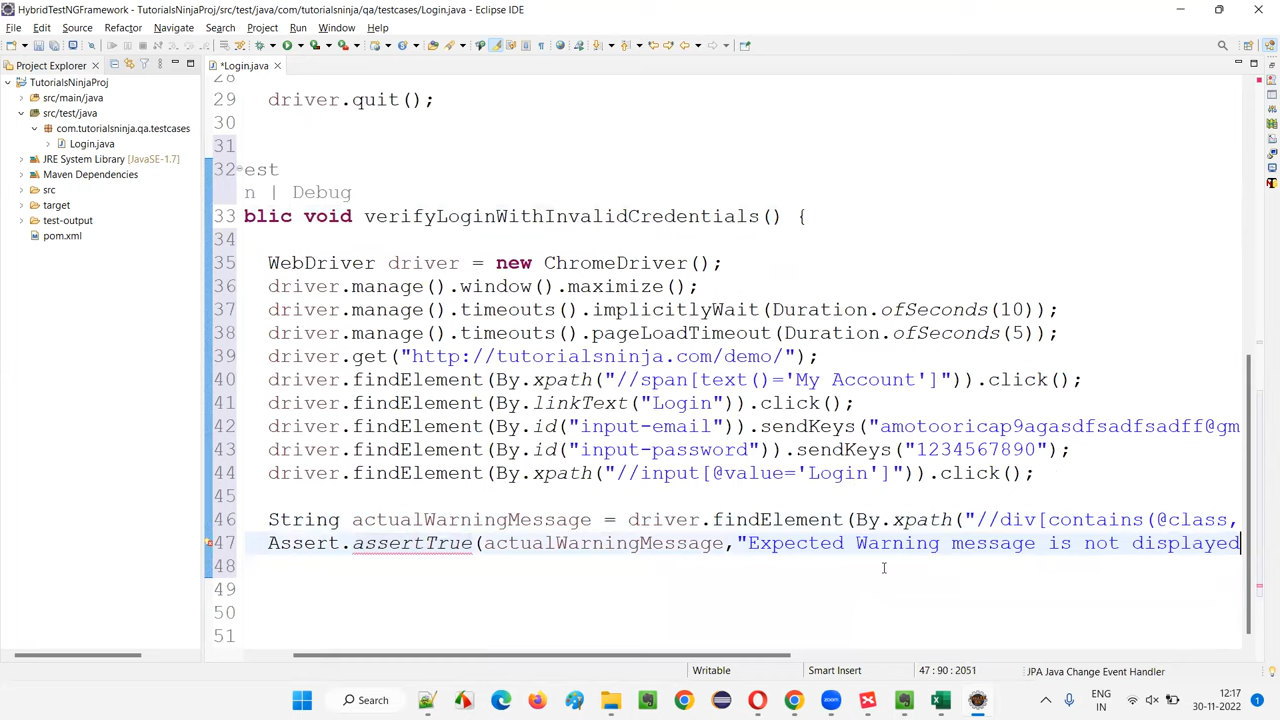 HybridTestNGFramework - TutorialsNinjaProj/src/test/java/com/tutorialsninja/qa/testcases/Login.java - Eclipse IDE
File Edit Source Refactor Navigate Search Project Run Window Help
Project Explorer
*Login.java
TutorialsNinjaProj
src/main/java
src/test/java
com.tutorialsninja.qa.testcases
Login.java
JRE System Library [JavaSE-1.7]
Maven Dependencies
src
target
test-output
pom.xml
28
29 driver.quit();
30
31
32 est
n | Debug
33 blic void verifyLoginWithInvalidCredentials() {
34
35 WebDriver driver = new ChromeDriver();
36 driver.manage().window().maximize();
37 driver.manage().timeouts().implicitlyWait(Duration.ofSeconds(10));
38 driver.manage().timeouts().pageLoadTimeout(Duration.ofSeconds(5));
39 driver.get("http://tutorialsninja.com/demo/");
40 driver.findElement(By.xpath("//span[text()='My Account']")).click();
41 driver.findElement(By.linkText("Login")).click();
42 driver.findElement(By.id("input-email")).sendKeys("amotooricap9agasdfsadfsadff@gm
43 driver.findElement(By.id("input-password")).sendKeys("1234567890");
44 driver.findElement(By.xpath("//input[@value='Login']")).click();
45
46 String actualWarningMessage = driver.findElement(By.xpath("//div[contains(@class,
47 Assert.assertTrue(actualWarningMessage,"Expected Warning message is not displayed
48
49
50
51
Writable Smart Insert 47 : 90 : 2051 JPA Java Change Event Handler
Search
ENG
IN
12:17
30-11-2022
1